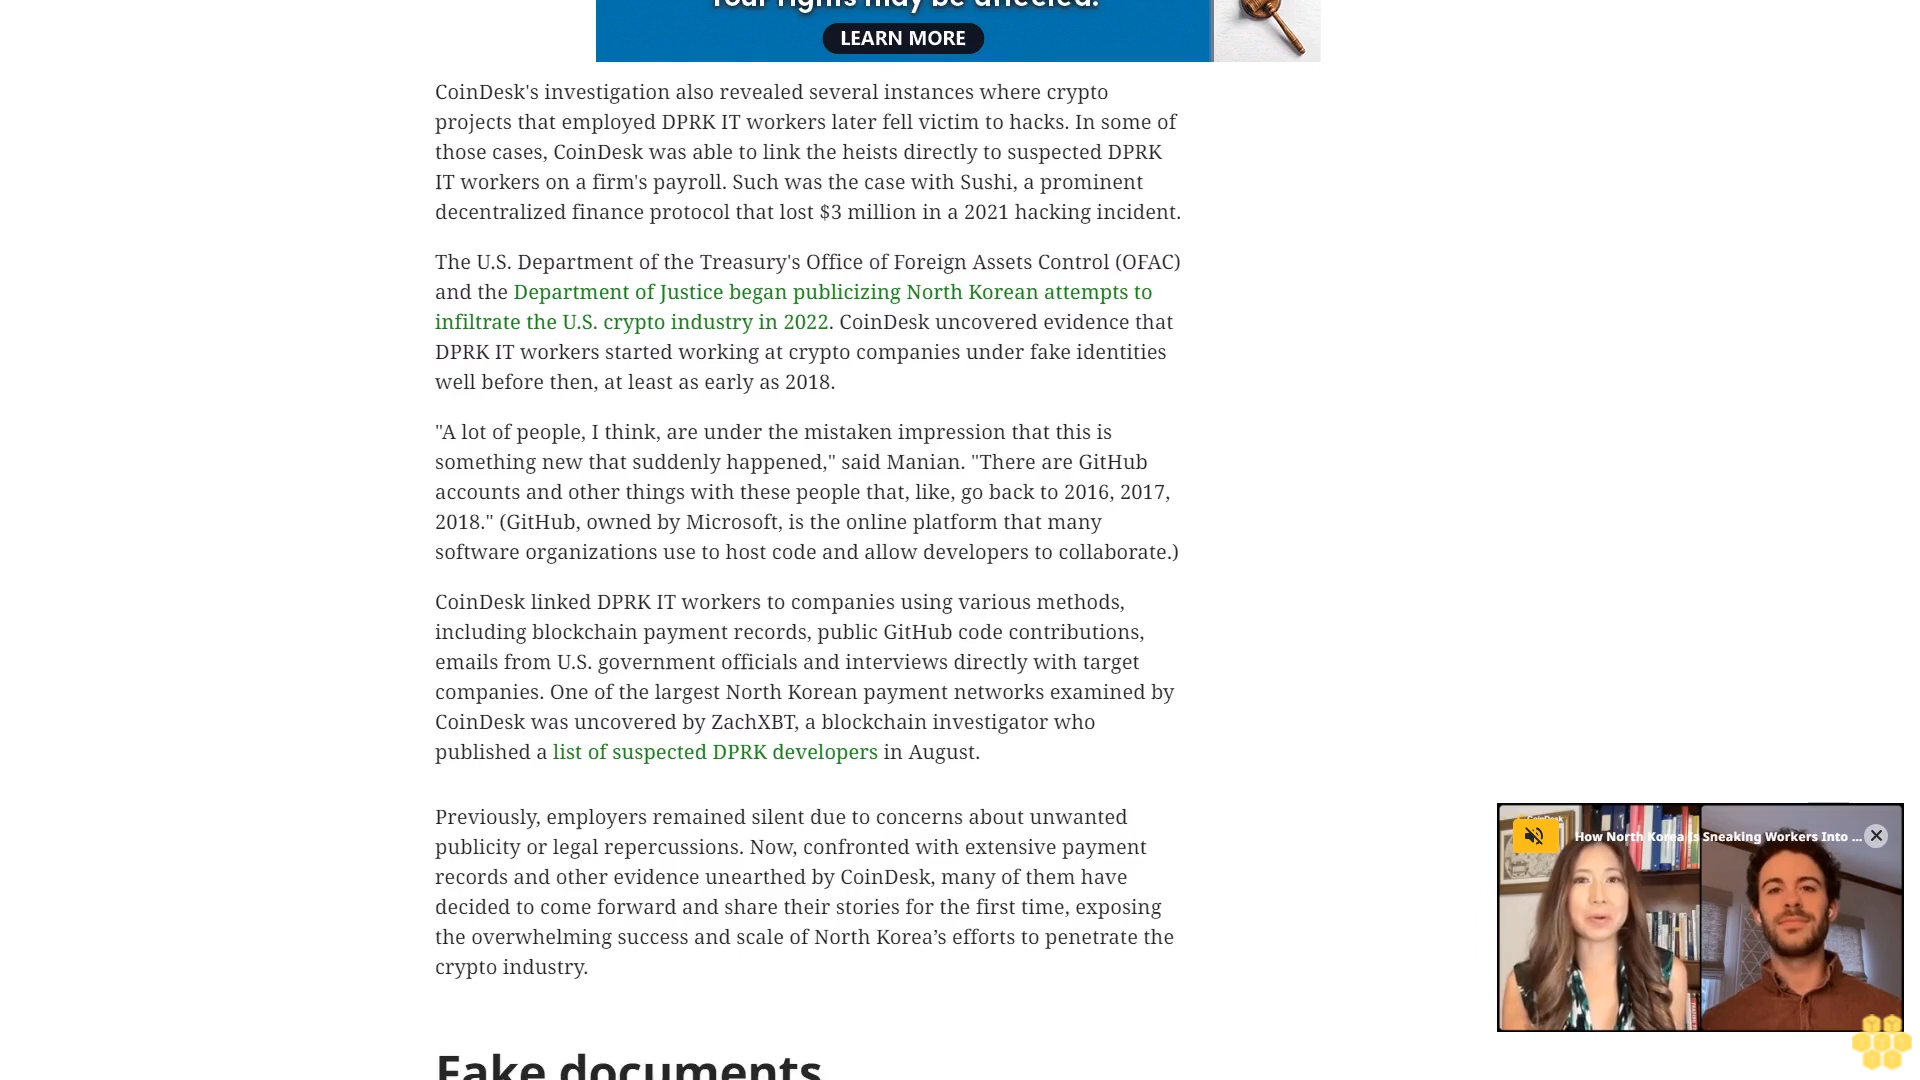 Your rights may be affected.
LEARN MORE
CoinDesk's investigation also revealed several instances where crypto
projects that employed DPRK IT workers later fell victim to hacks. In some of
those cases, CoinDesk was able to link the heists directly to suspected DPRK
IT workers on a firm's payroll. Such was the case with Sushi, a prominent
decentralized finance protocol that lost $3 million in a 2021 hacking incident.
The U.S. Department of the Treasury's Office of Foreign Assets Control (OFAC)
and the Department of Justice began publicizing North Korean attempts to
infiltrate the U.S. crypto industry in 2022. CoinDesk uncovered evidence that
DPRK IT workers started working at crypto companies under fake identities
well before then, at least as early as 2018.
"A lot of people, I think, are under the mistaken impression that this is
something new that suddenly happened," said Manian. "There are GitHub
accounts and other things with these people that, like, go back to 2016, 2017,
2018." (GitHub, owned by Microsoft, is the online platform that many
software organizations use to host code and allow developers to collaborate.)
CoinDesk linked DPRK IT workers to companies using various methods,
including blockchain payment records, public GitHub code contributions,
emails from U.S. government officials and interviews directly with target
companies. One of the largest North Korean payment networks examined by
CoinDesk was uncovered by ZachXBT, a blockchain investigator who
published a list of suspected DPRK developers in August.
Previously, employers remained silent due to concerns about unwanted
publicity or legal repercussions. Now, confronted with extensive payment
records and other evidence unearthed by CoinDesk, many of them have
decided to come forward and share their stories for the first time, exposing
the overwhelming success and scale of North Korea’s efforts to penetrate the
crypto industry.
CoinDesk
How North Korea Is Sneaking Workers Into ...
Fake documents